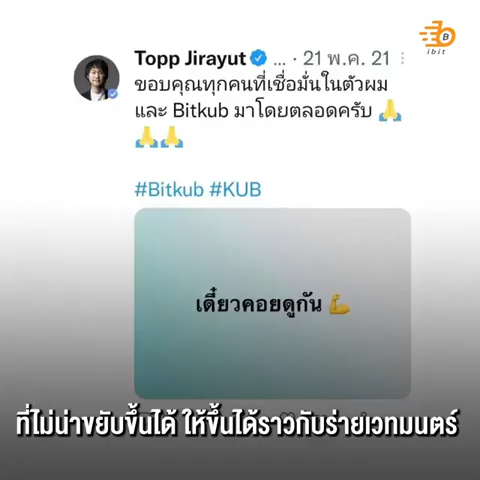 ibit
Topp Jirayut ... · 21 พ.ค. 21
ขอบคุณทุกคนที่เชื่อมั่นในตัวผม
และ Bitkub มาโดยตลอดครับ 🙏
🙏🙏
#Bitkub #KUB
เดี๋ยวคอยดูกัน 💪
ที่ไม่น่าขยับขึ้นได้ ให้ขึ้นได้ราวกับร่ายเวทมนตร์